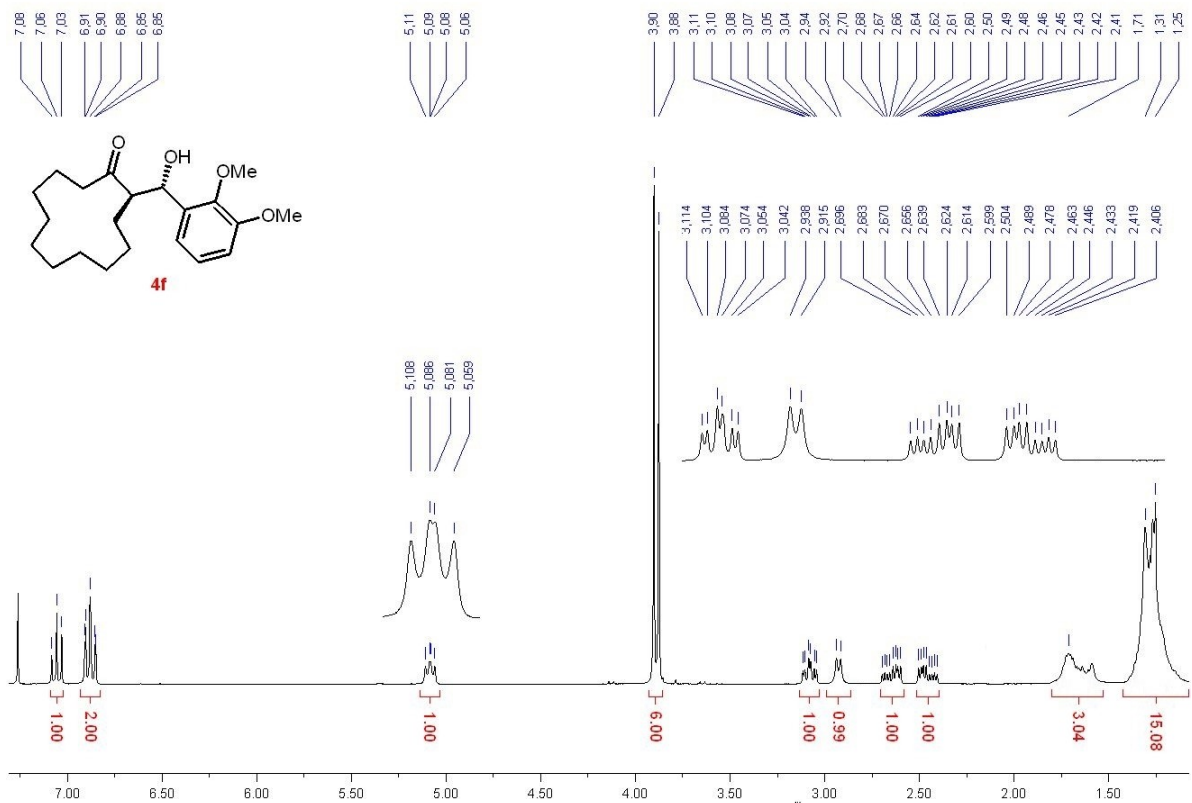 7,08 7,06 7,03 6,91 6,90 6,88 6,85 6,85 5,11 5,09 5,08 5,06 3,90 3,88 3,11 3,10 3,08 3,07 3,05 3,04 2,94 2,92 2,70 2,68 2,67 2,66 2,64 2,62 2,61 2,60 2,50 2,49 2,48 2,46 2,45 2,43 2,42 2,41 1,71 1,31 1,25
O
OH
OMe
OMe
4f
3,114 3,104 3,084 3,074 3,054 3,042 2,938 2,915 2,696 2,683 2,670 2,656 2,639 2,624 2,614 2,599 2,504 2,489 2,478 2,463 2,446 2,433 2,419 2,406
5,108 5,086 5,081 5,059
1.00 2.00 1.00 6.00 1.00 0.99 1.00 1.00 3.04 15.08
7.00 6.50 6.00 5.50 5.00 4.50 4.00 3.50 3.00 2.50 2.00 1.50